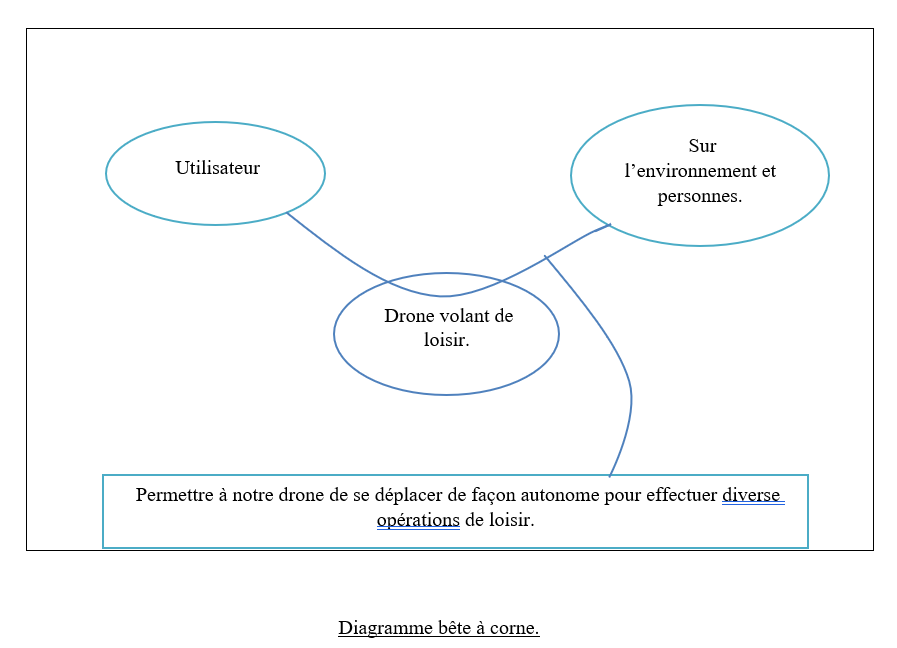 Utilisateur
Sur
l’environnement et
personnes.
Drone volant de
loisir.
Permettre à notre drone de se déplacer de façon autonome pour effectuer diverse
opérations de loisir.
Diagramme bête à corne.